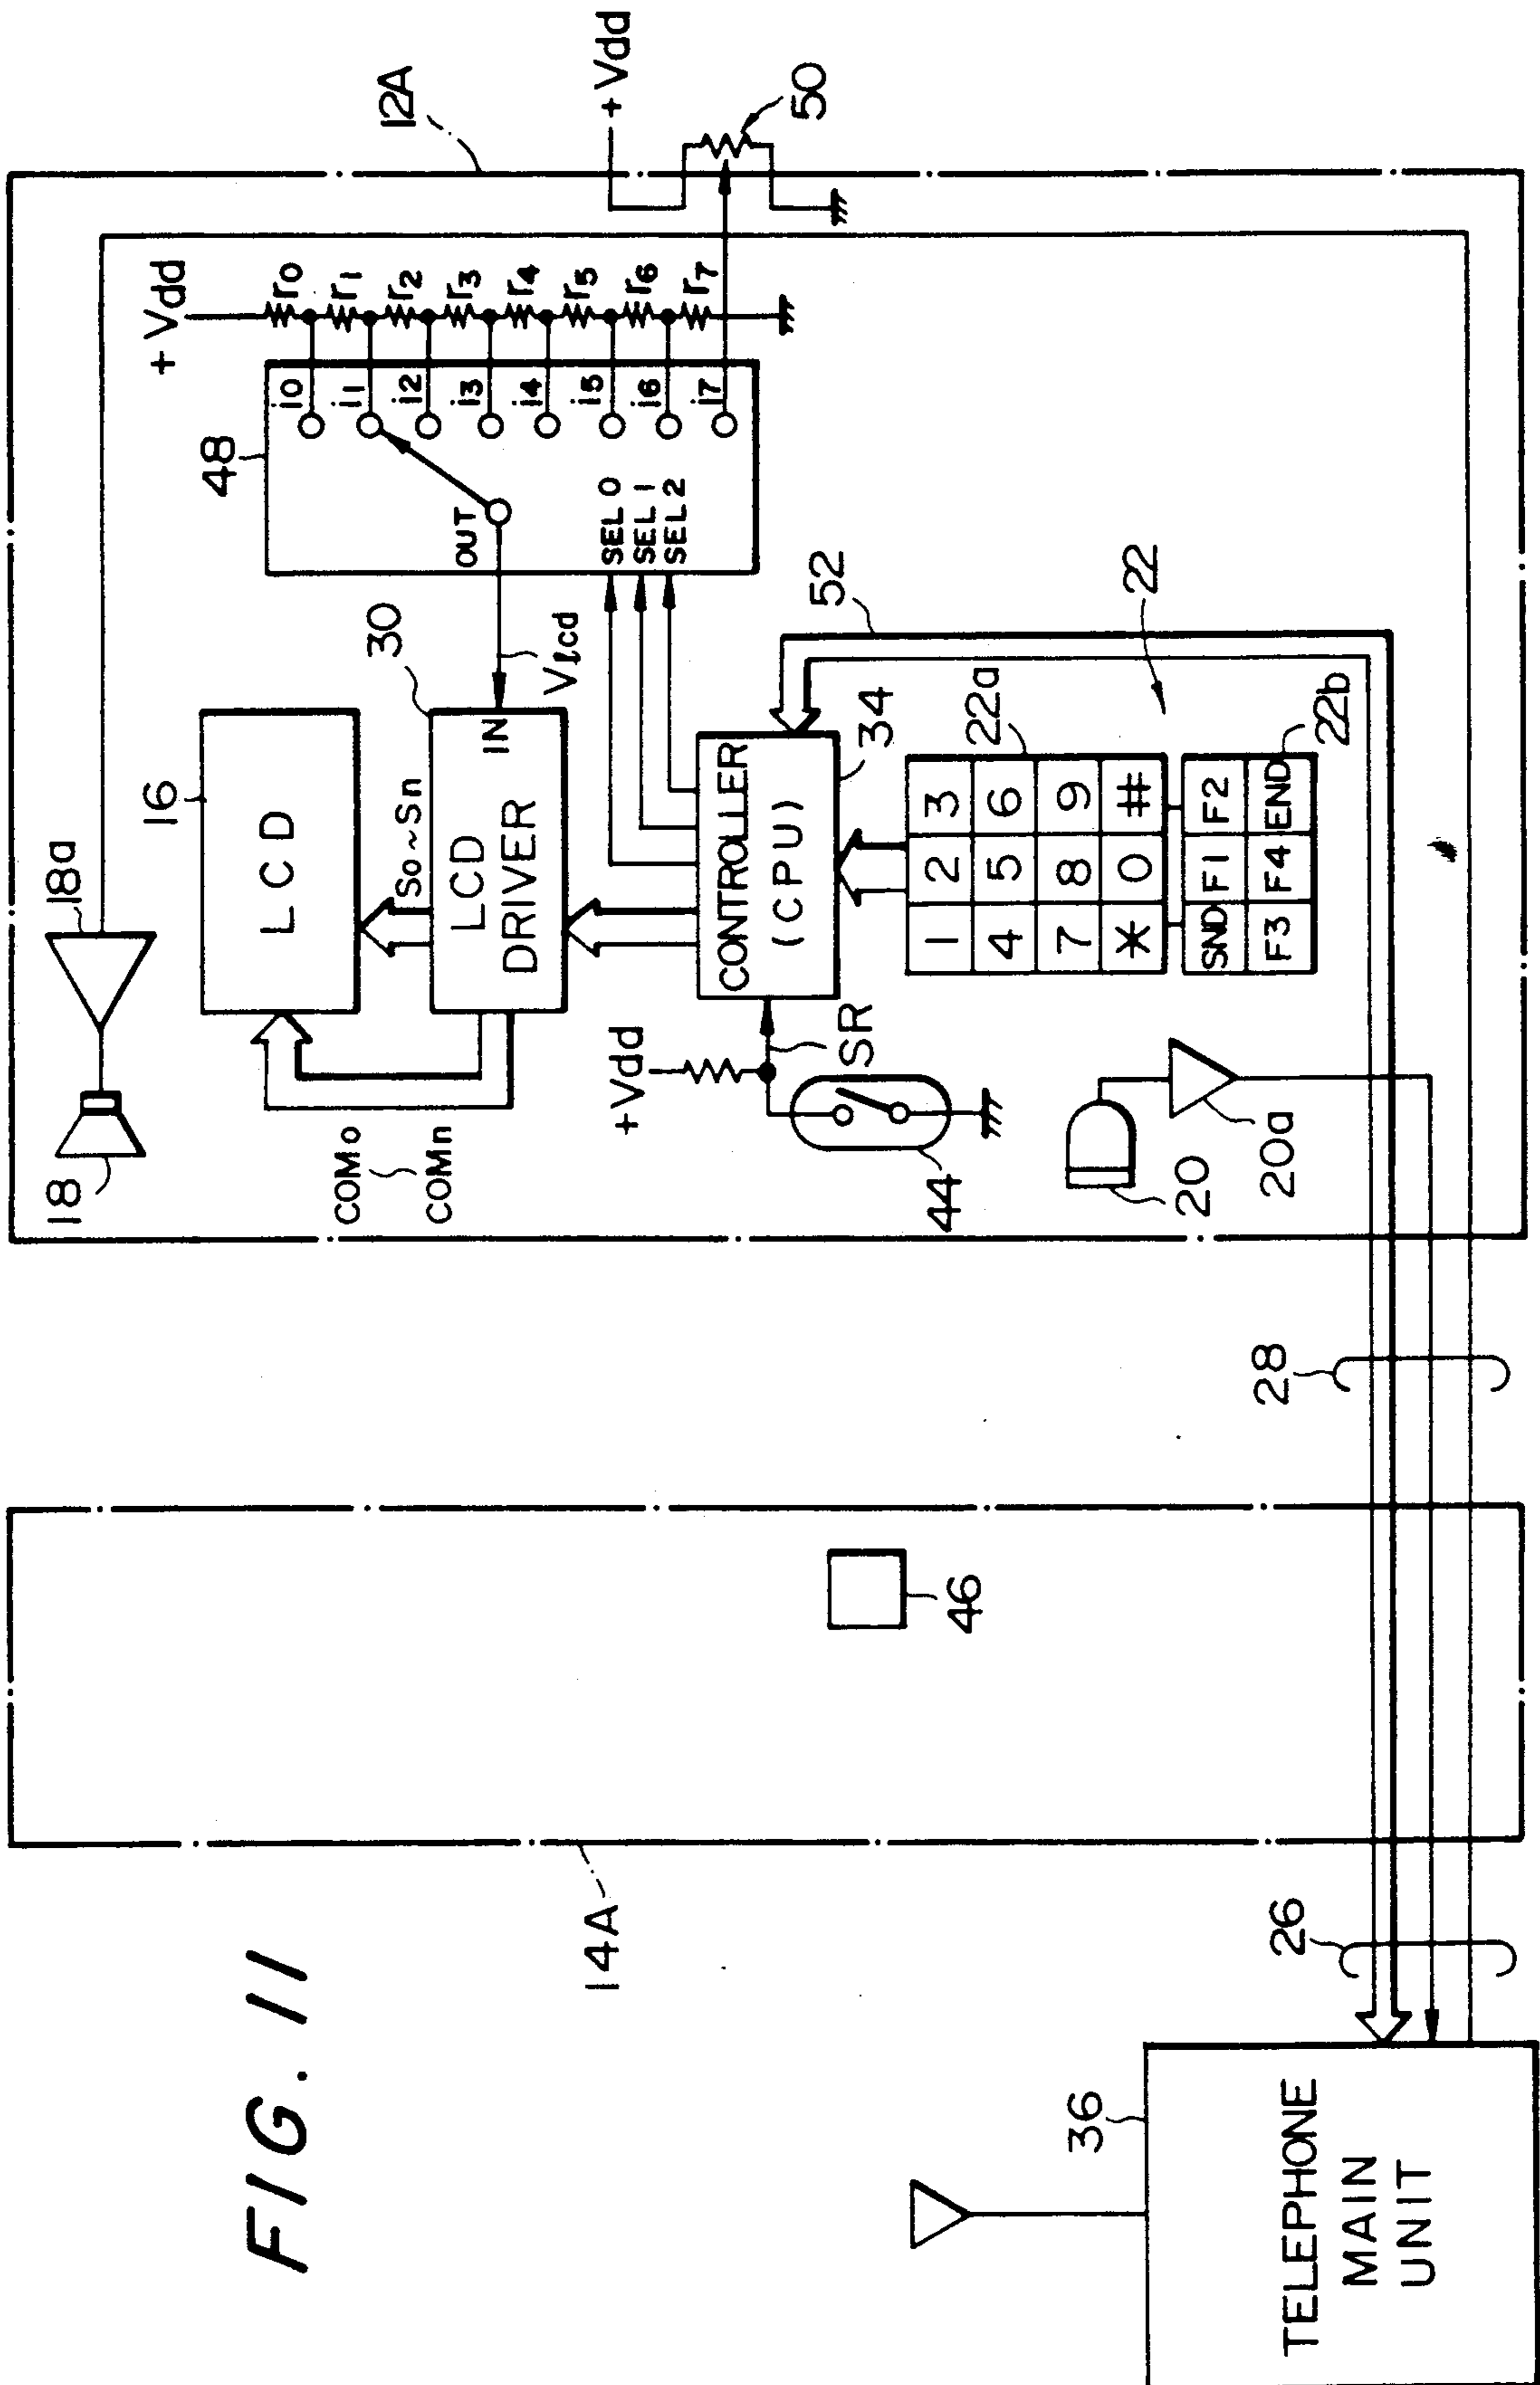 FIG. 11
12A
+ Vdd
50
+ Vdd
r0
r1
r2
r3
r4
r5
r6
r7
48
i0
i1
i2
i3
i4
i5
i6
i7
OUT
SEL 0
SEL 1
SEL 2
18
18a
16
LCD
COM0
~
COMn
S0~Sn
30
LCD
DRIVER
IN
Vlcd
+Vdd
SR
44
CONTROLLER
(CPU)
34
52
22
22a
1 2 3
4 5 6
7 8 9
* 0 #
SND F1 F2
F3 F4 END
22b
20
20a
28
46
14A
26
36
TELEPHONE
MAIN
UNIT